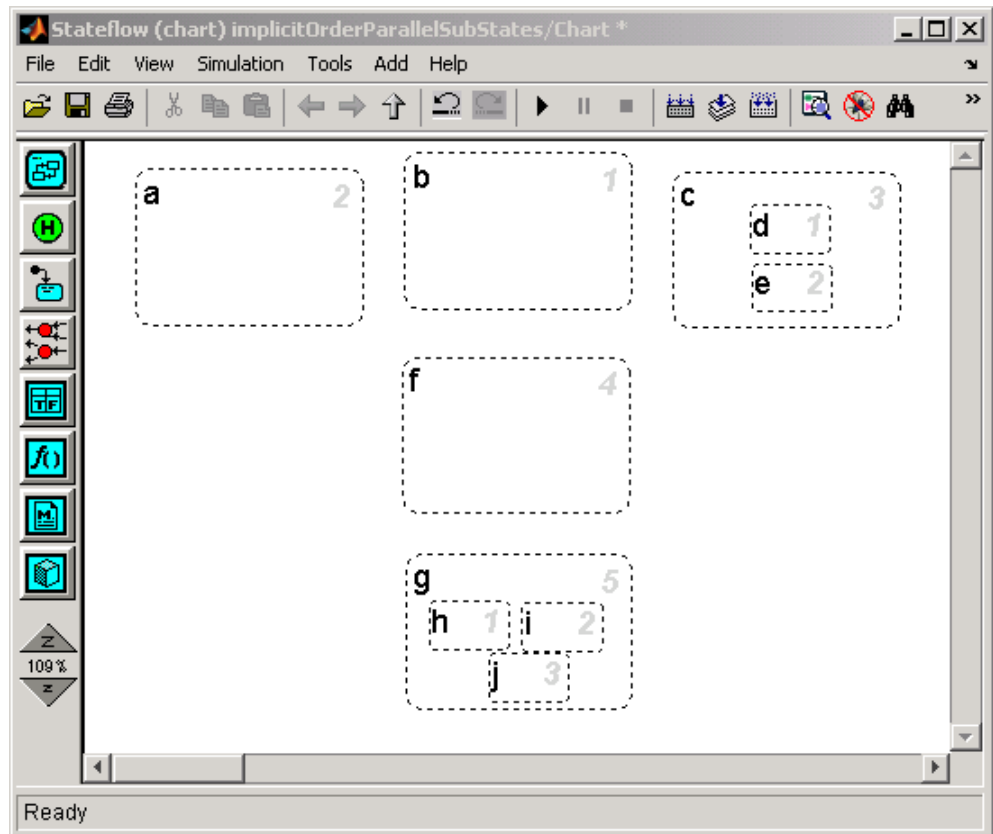 Stateflow (chart) implicitOrderParallelSubStates/Chart *
File Edit View Simulation Tools Add Help
a 2
b 1
c 3
d 1
e 2
f 4
g 5
h 1
i 2
j 3
H
TF
f()
M
Z
109%
Z
Ready